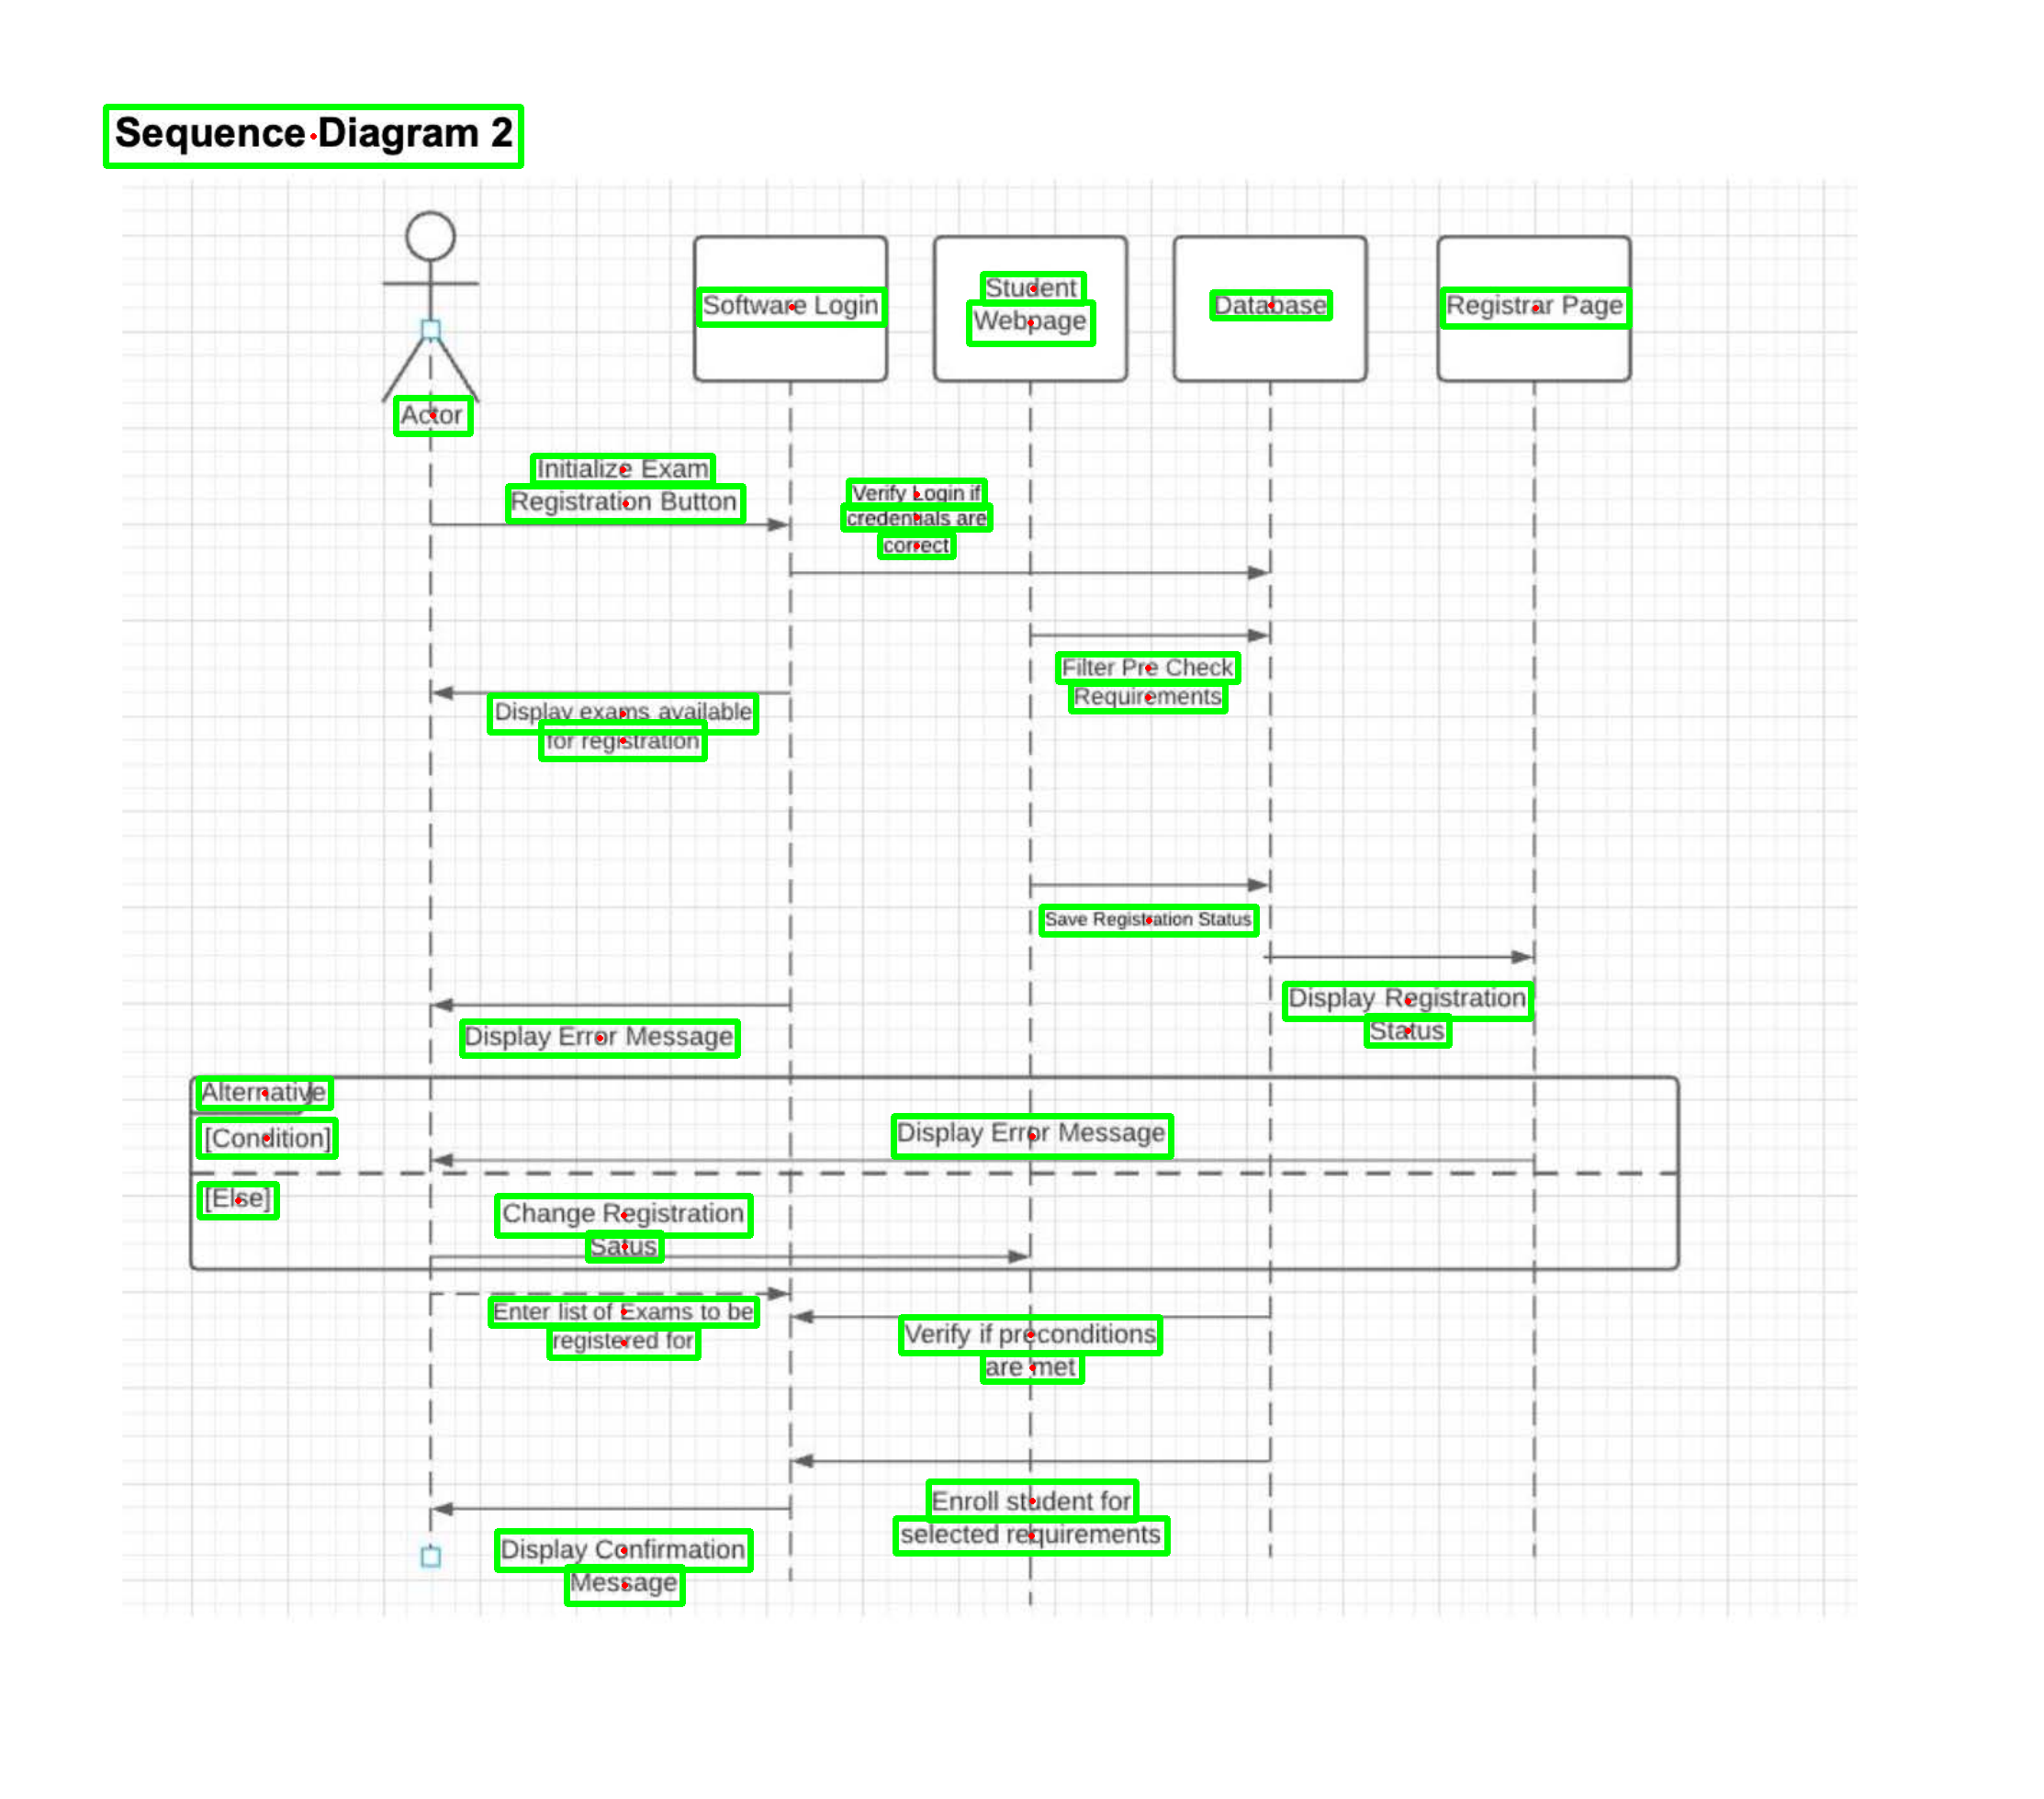 Sequence Diagram 2
Software Login
Student
Webpage
Database
Registrar Page
Actor
Initialize Exam
Registration Button
Verify Login if
credentials are
correct
Filter Pre Check
Requirements
Display exams available
for registration
Save Registration Status
Display Registration
Status
Display Error Message
Alternative
[Condition]
Display Error Message
[Else]
Change Registration
Satus
Enter list of Exams to be
registered for
Verify if preconditions
are met
Enroll student for
selected requirements
Display Confirmation
Message